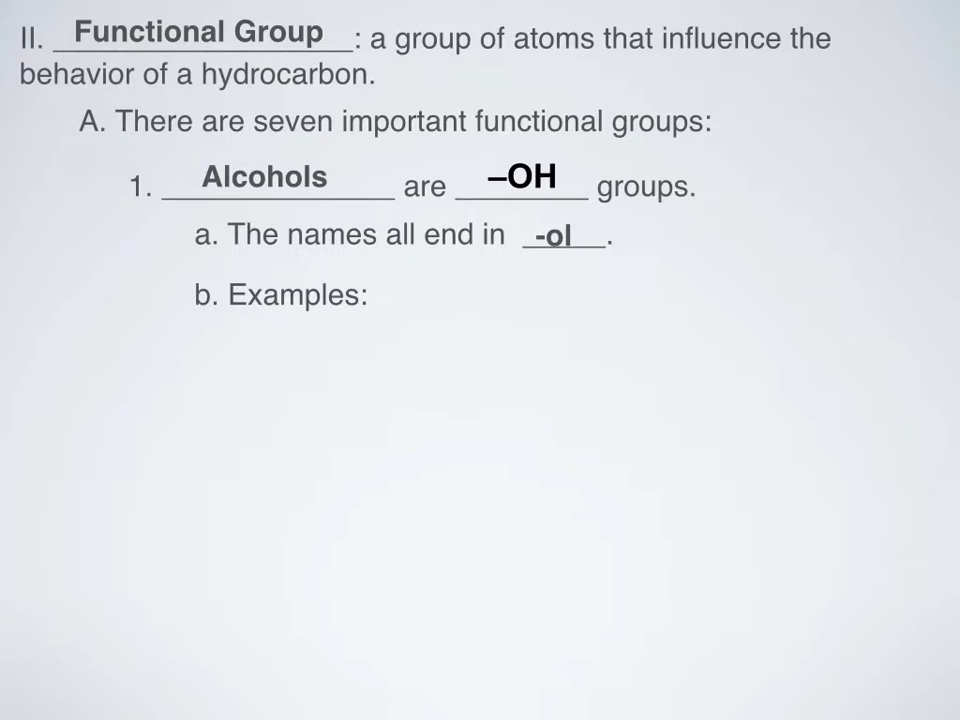 II. Functional Group: a group of atoms that influence the
behavior of a hydrocarbon.
A. There are seven important functional groups:
1. Alcohols are –OH groups.
a. The names all end in -ol.
b. Examples: